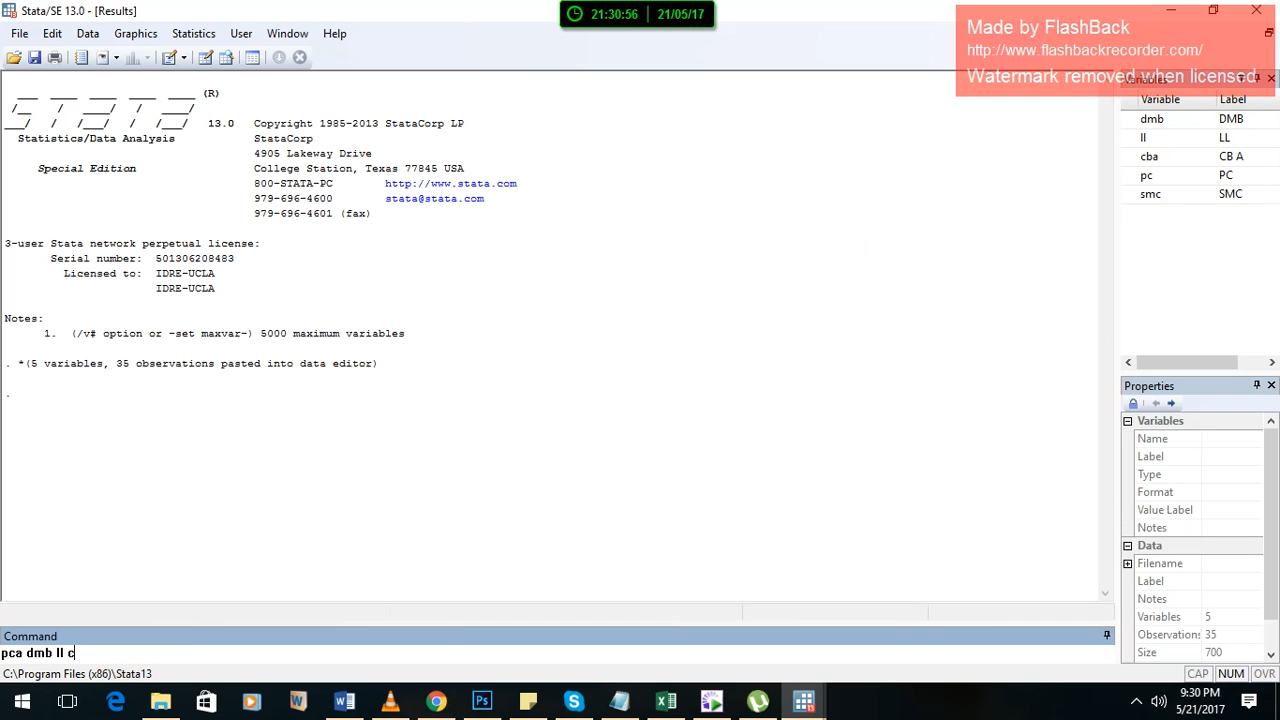 Stata/SE 13.0 - [Results]
21:30:56 | 21/05/17
Made by FlashBack
http://www.flashbackrecorder.com/
Watermark removed when licensed
File Edit Data Graphics Statistics User Window Help
Variables
Variable Label
dmb DMB
ll LL
cba CB A
pc PC
smc SMC
(R)
13.0 Copyright 1985-2013 StataCorp LP
Statistics/Data Analysis StataCorp
4905 Lakeway Drive
Special Edition College Station, Texas 77845 USA
800-STATA-PC http://www.stata.com
979-696-4600 stata@stata.com
979-696-4601 (fax)
3-user Stata network perpetual license:
Serial number: 501306208483
Licensed to: IDRE-UCLA
IDRE-UCLA
Notes:
1. (/v# option or -set maxvar-) 5000 maximum variables
. *(5 variables, 35 observations pasted into data editor)
.
Properties
Variables
Name
Label
Type
Format
Value Label
Notes
Data
Filename
Label
Notes
Variables 5
Observations 35
Size 700
Command
pca dmb ll c
C:\Program Files (x86)\Stata13
CAP NUM OVR
9:30 PM
5/21/2017